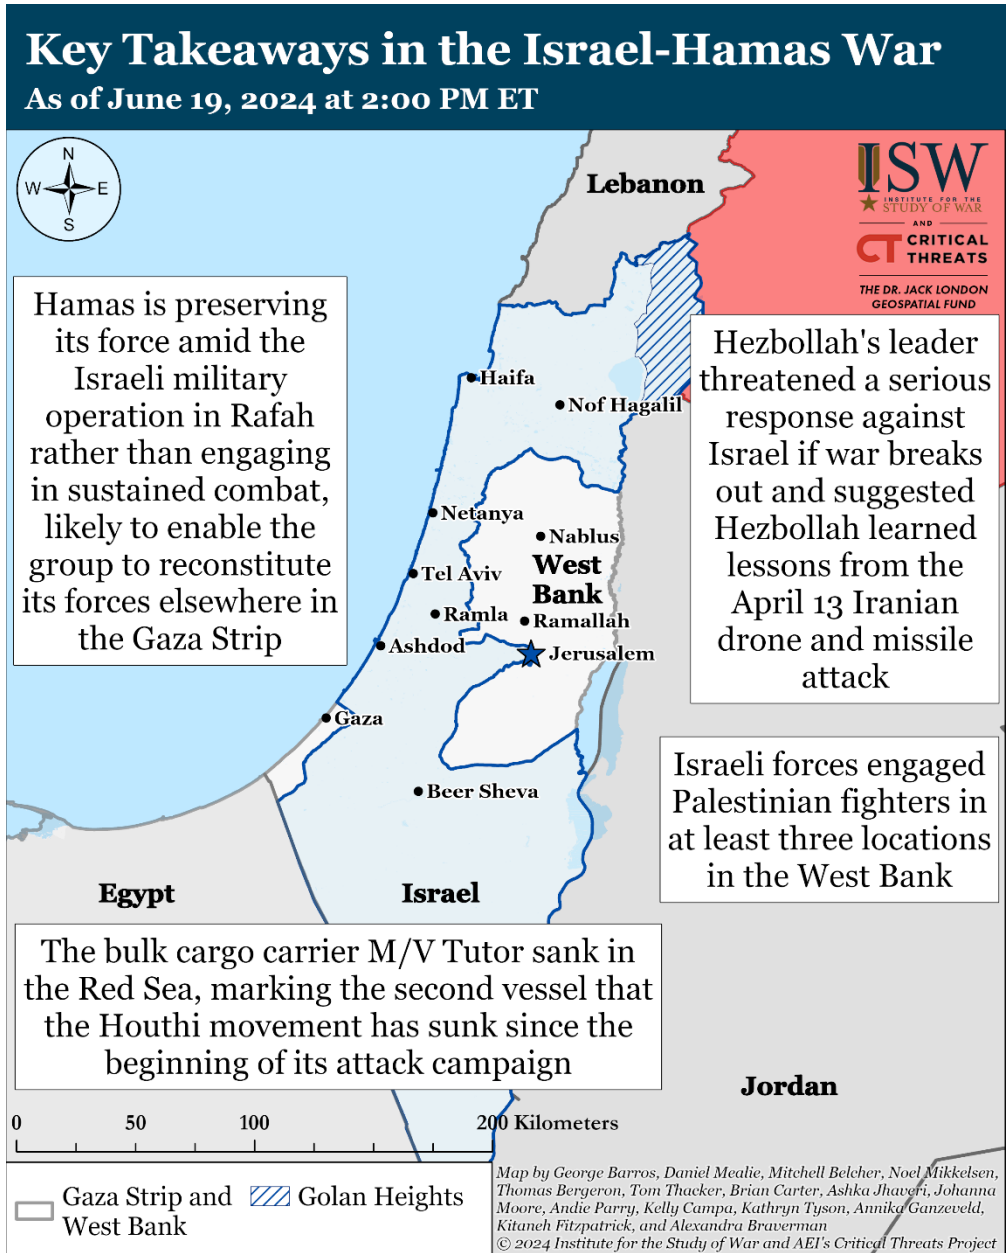 Key Takeaways in the Israel-Hamas War
As of June 19, 2024 at 2:00 PM ET
N
W
E
S
Lebanon
ISW
INSTITUTE FOR THE
STUDY OF WAR
AND
CT CRITICAL
THREATS
THE DR. JACK LONDON
GEOSPATIAL FUND
Hamas is preserving
its force amid the
Israeli military
operation in Rafah
rather than engaging
in sustained combat,
likely to enable the
group to reconstitute
its forces elsewhere in
the Gaza Strip
Hezbollah's leader
threatened a serious
response against
Israel if war breaks
out and suggested
Hezbollah learned
lessons from the
April 13 Iranian
drone and missile
attack
Haifa
Nof Hagalil
Netanya
Nablus
West
Bank
Tel Aviv
Ramla
Ramallah
Ashdod
Jerusalem
Gaza
Beer Sheva
Israeli forces engaged
Palestinian fighters in
at least three locations
in the West Bank
Egypt
Israel
The bulk cargo carrier M/V Tutor sank in
the Red Sea, marking the second vessel that
the Houthi movement has sunk since the
beginning of its attack campaign
Jordan
0 50 100 200 Kilometers
Gaza Strip and
West Bank
Golan Heights
Map by George Barros, Daniel Mealie, Mitchell Belcher, Noel Mikkelsen,
Thomas Bergeron, Tom Thacker, Brian Carter, Ashka Jhaveri, Johanna
Moore, Andie Parry, Kelly Campa, Kathryn Tyson, Annika Ganzeveld,
Kitaneh Fitzpatrick, and Alexandra Braverman
© 2024 Institute for the Study of War and AEI's Critical Threats Project